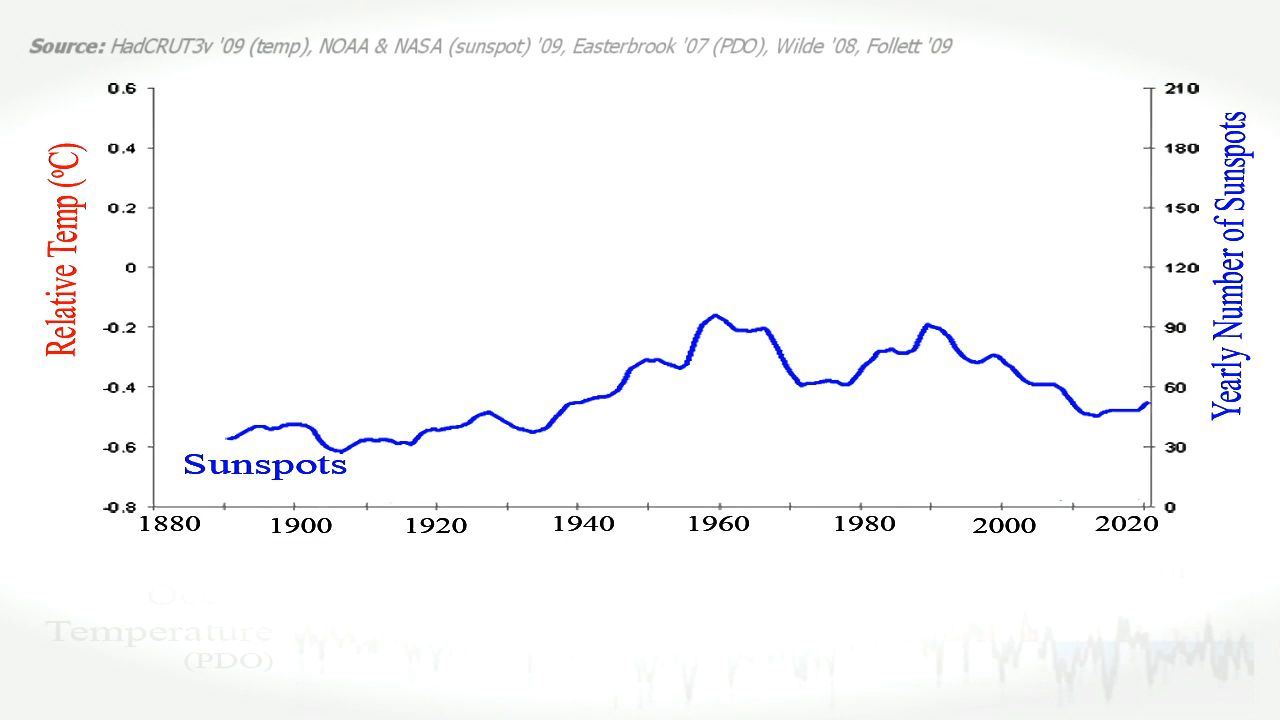 Source: HadCRUT3v '09 (temp), NOAA & NASA (sunspot) '09, Easterbrook '07 (PDO), Wilde '08, Follett '09
0.6
0.4
0.2
0
-0.2
-0.4
-0.6
-0.8
Relative Temp (ºC)
210
180
150
120
90
60
30
0
Yearly Number of Sunspots
Sunspots
1880 1900 1920 1940 1960 1980 2000 2020
Temperature
(PDO)